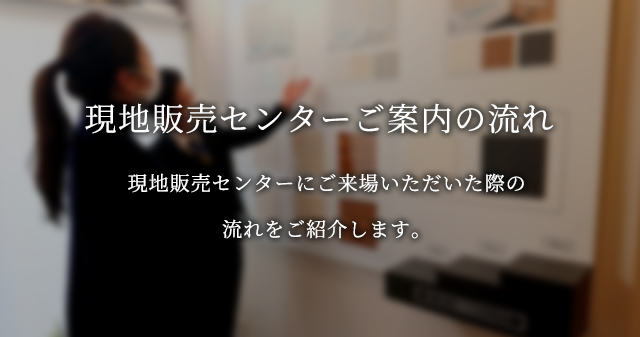 現地販売センターご案内の流れ
現地販売センターにご来場いただいた際の
流れをご紹介します。